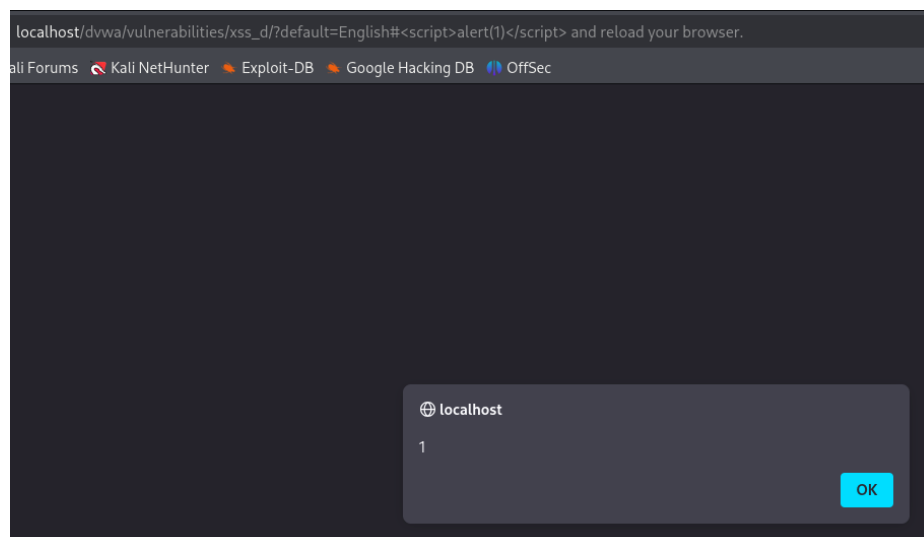 localhost/dvwa/vulnerabilities/xss_d/?default=English#<script>alert(1)</script> and reload your browser.
ali Forums Kali NetHunter Exploit-DB Google Hacking DB OffSec
localhost
1
OK